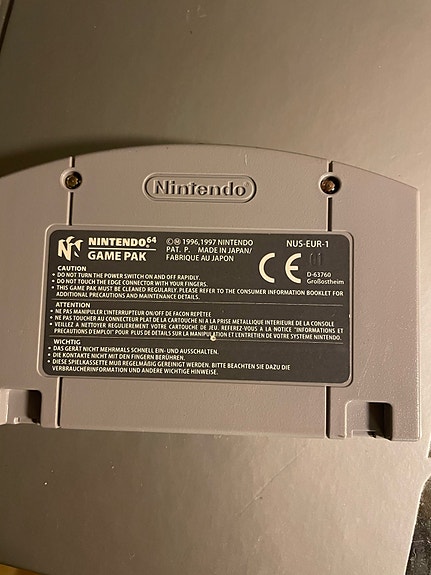 Nintendo®
NINTENDO 64
GAME PAK
©Ⓜ 1996,1997 NINTENDO
PAT. P. MADE IN JAPAN/
FABRIQUE AU JAPON
NUS-EUR-1
CE
11
D-63760
Großostheim
CAUTION
• DO NOT TURN THE POWER SWITCH ON AND OFF RAPIDLY.
• DO NOT TOUCH THE EDGE CONNECTOR WITH YOUR FINGERS.
• THIS GAME PAK MUST BE CLEANED REGULARLY. PLEASE REFER TO THE CONSUMER INFORMATION BOOKLET FOR
ADDITIONAL PRECAUTIONS AND MAINTENANCE DETAILS.
ATTENTION
• NE PAS MANIPULER L'INTERRUPTEUR ON/OFF DE FACON REPÉTÉE
• NE PAS TOUCHER AU CONNECTEUR PLAT DE LA CARTOUCHE NI A LA PRISE METALLIQUE INTERIEURE DE LA CONSOLE
• VEILLEZ A NETTOYER REGULIEREMENT VOTRE CARTOUCHE DE JEU. REFEREZ-VOUS A LA NOTICE "INFORMATIONS ET
PRECAUTIONS D'EMPLOI" POUR PLUS DE DETAILS SUR LA MANIPULATION ET L'ENTRETIEN DE VOTRE SYSTEME NINTENDO.
WICHTIG
• DAS GERÄT NICHT MEHRMALS SCHNELL EIN- UND AUSSCHALTEN.
• DIE KONTAKTE NICHT MIT DEN FINGERN BERÜHREN.
• DIESE SPIELKASSETTE MUß REGELMÄßIG GEREINIGT WERDEN. BITTE BEACHTEN SIE DAZU DIE
VERBRAUCHERINFORMATION UND ANDERE WICHTIGE HINWEISE.